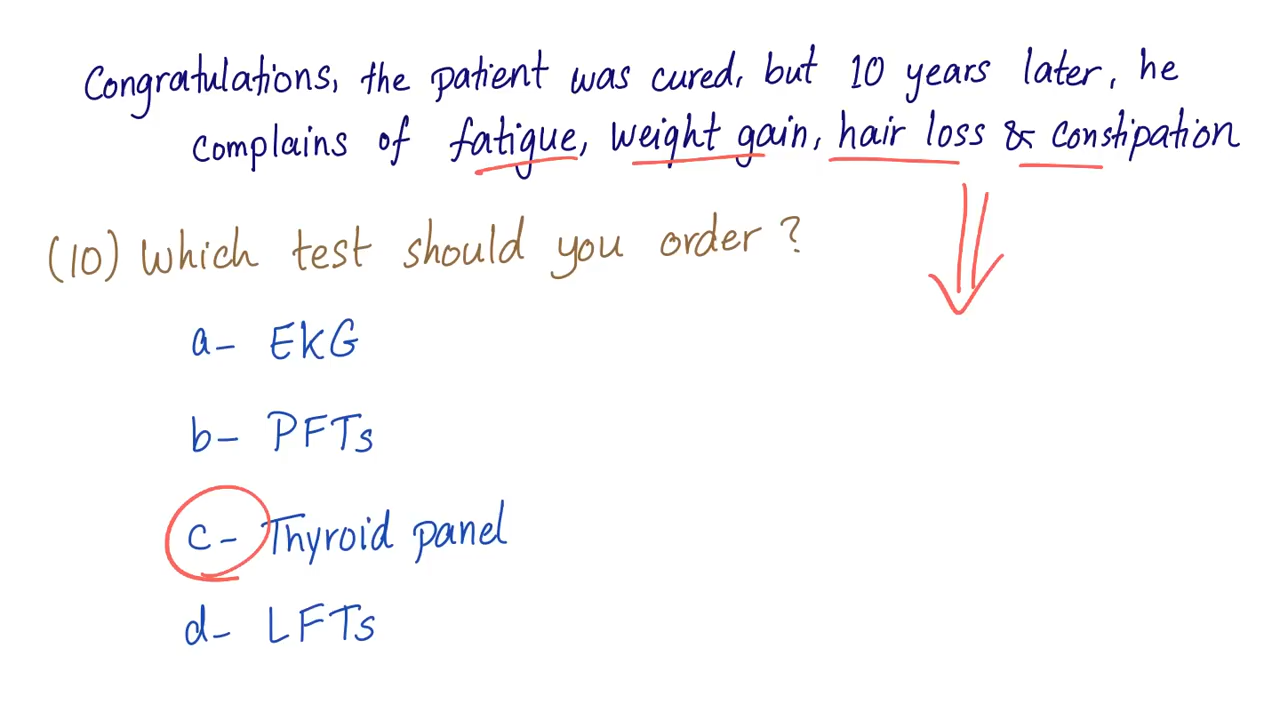 Congratulations, the patient was cured, but 10 years later, he
complains of fatigue, weight gain, hair loss & constipation
(10) Which test should you order?
a- EKG
b- PFTs
c- Thyroid panel
d- LFTs